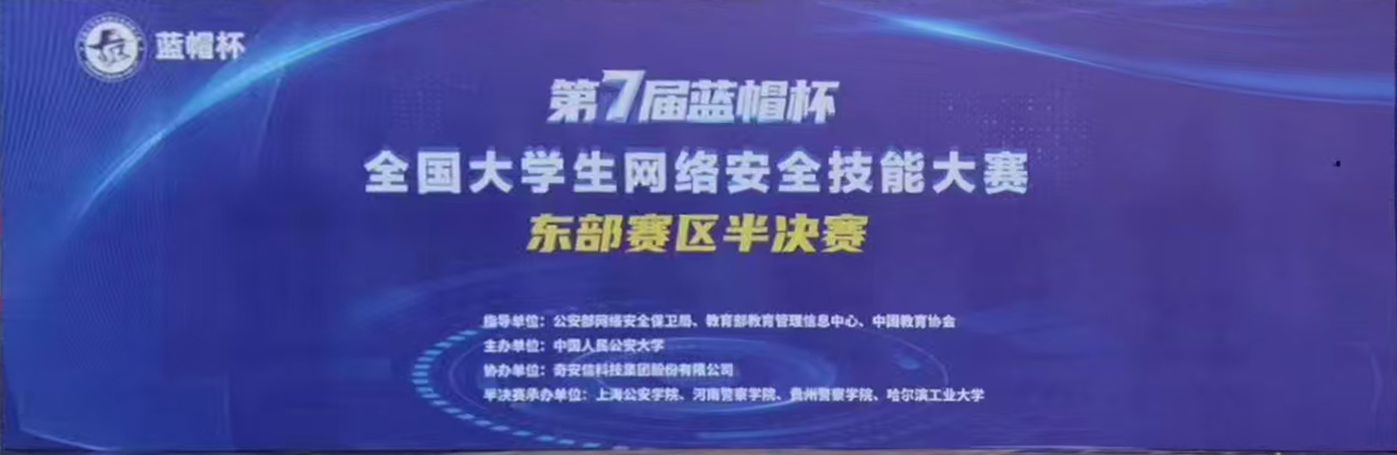 蓝帽杯
第7届蓝帽杯
全国大学生网络安全技能大赛
东部赛区半决赛
指导单位：公安部网络安全保卫局、教育部教育管理信息中心、中国教育协会
主办单位：中国人民公安大学
协办单位：奇安信科技集团股份有限公司
半决赛承办单位：上海公安学院、河南警察学院、贵州警察学院、哈尔滨工业大学